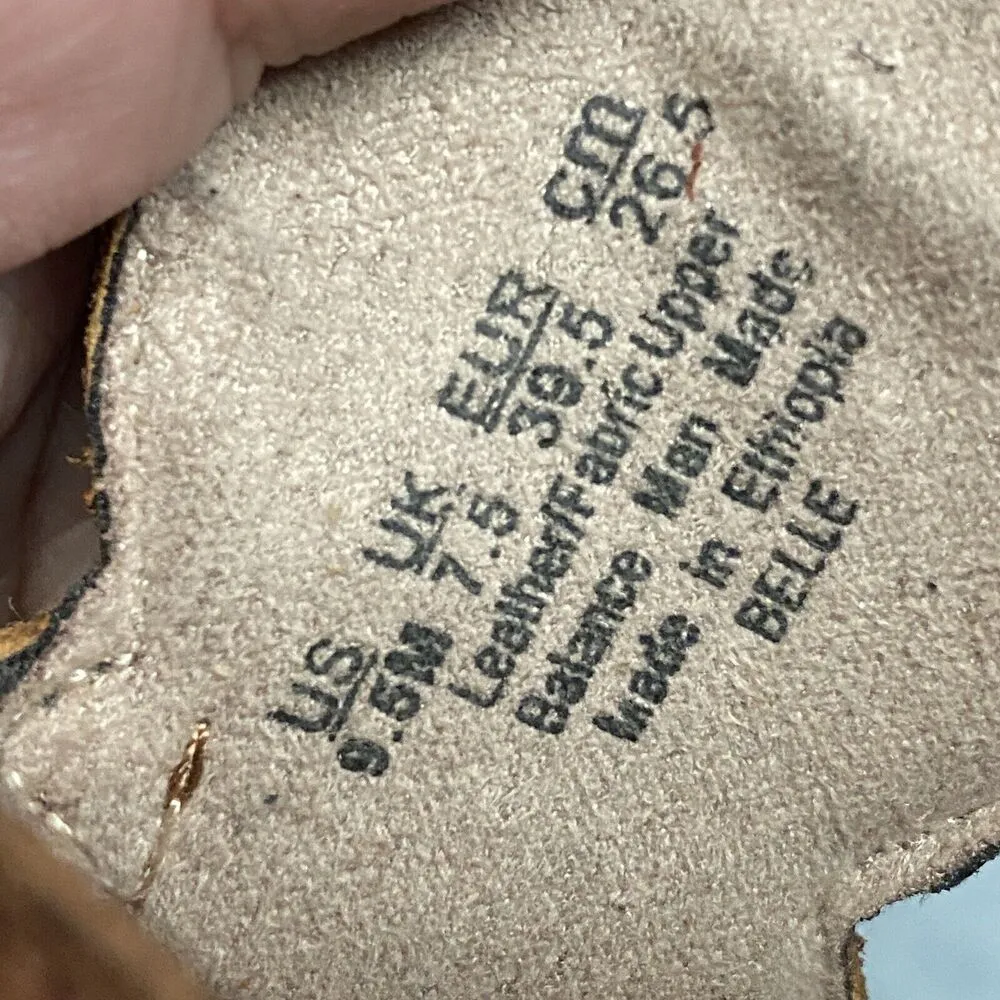 US UK EUR cm
9.5M 7.5 39.5 26.5
Leather/Fabric Upper
Balance Man Made
Made in Ethiopia
BELLE